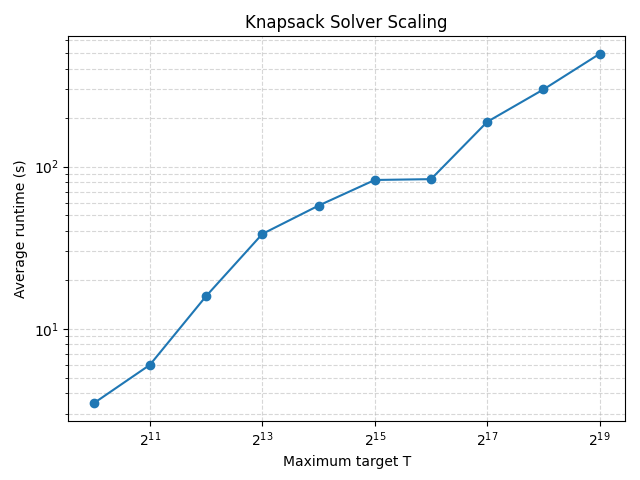 Knapsack Solver Scaling
Average runtime (s)
10²
10¹
2¹¹
2¹³
2¹⁵
2¹⁷
2¹⁹
Maximum target T